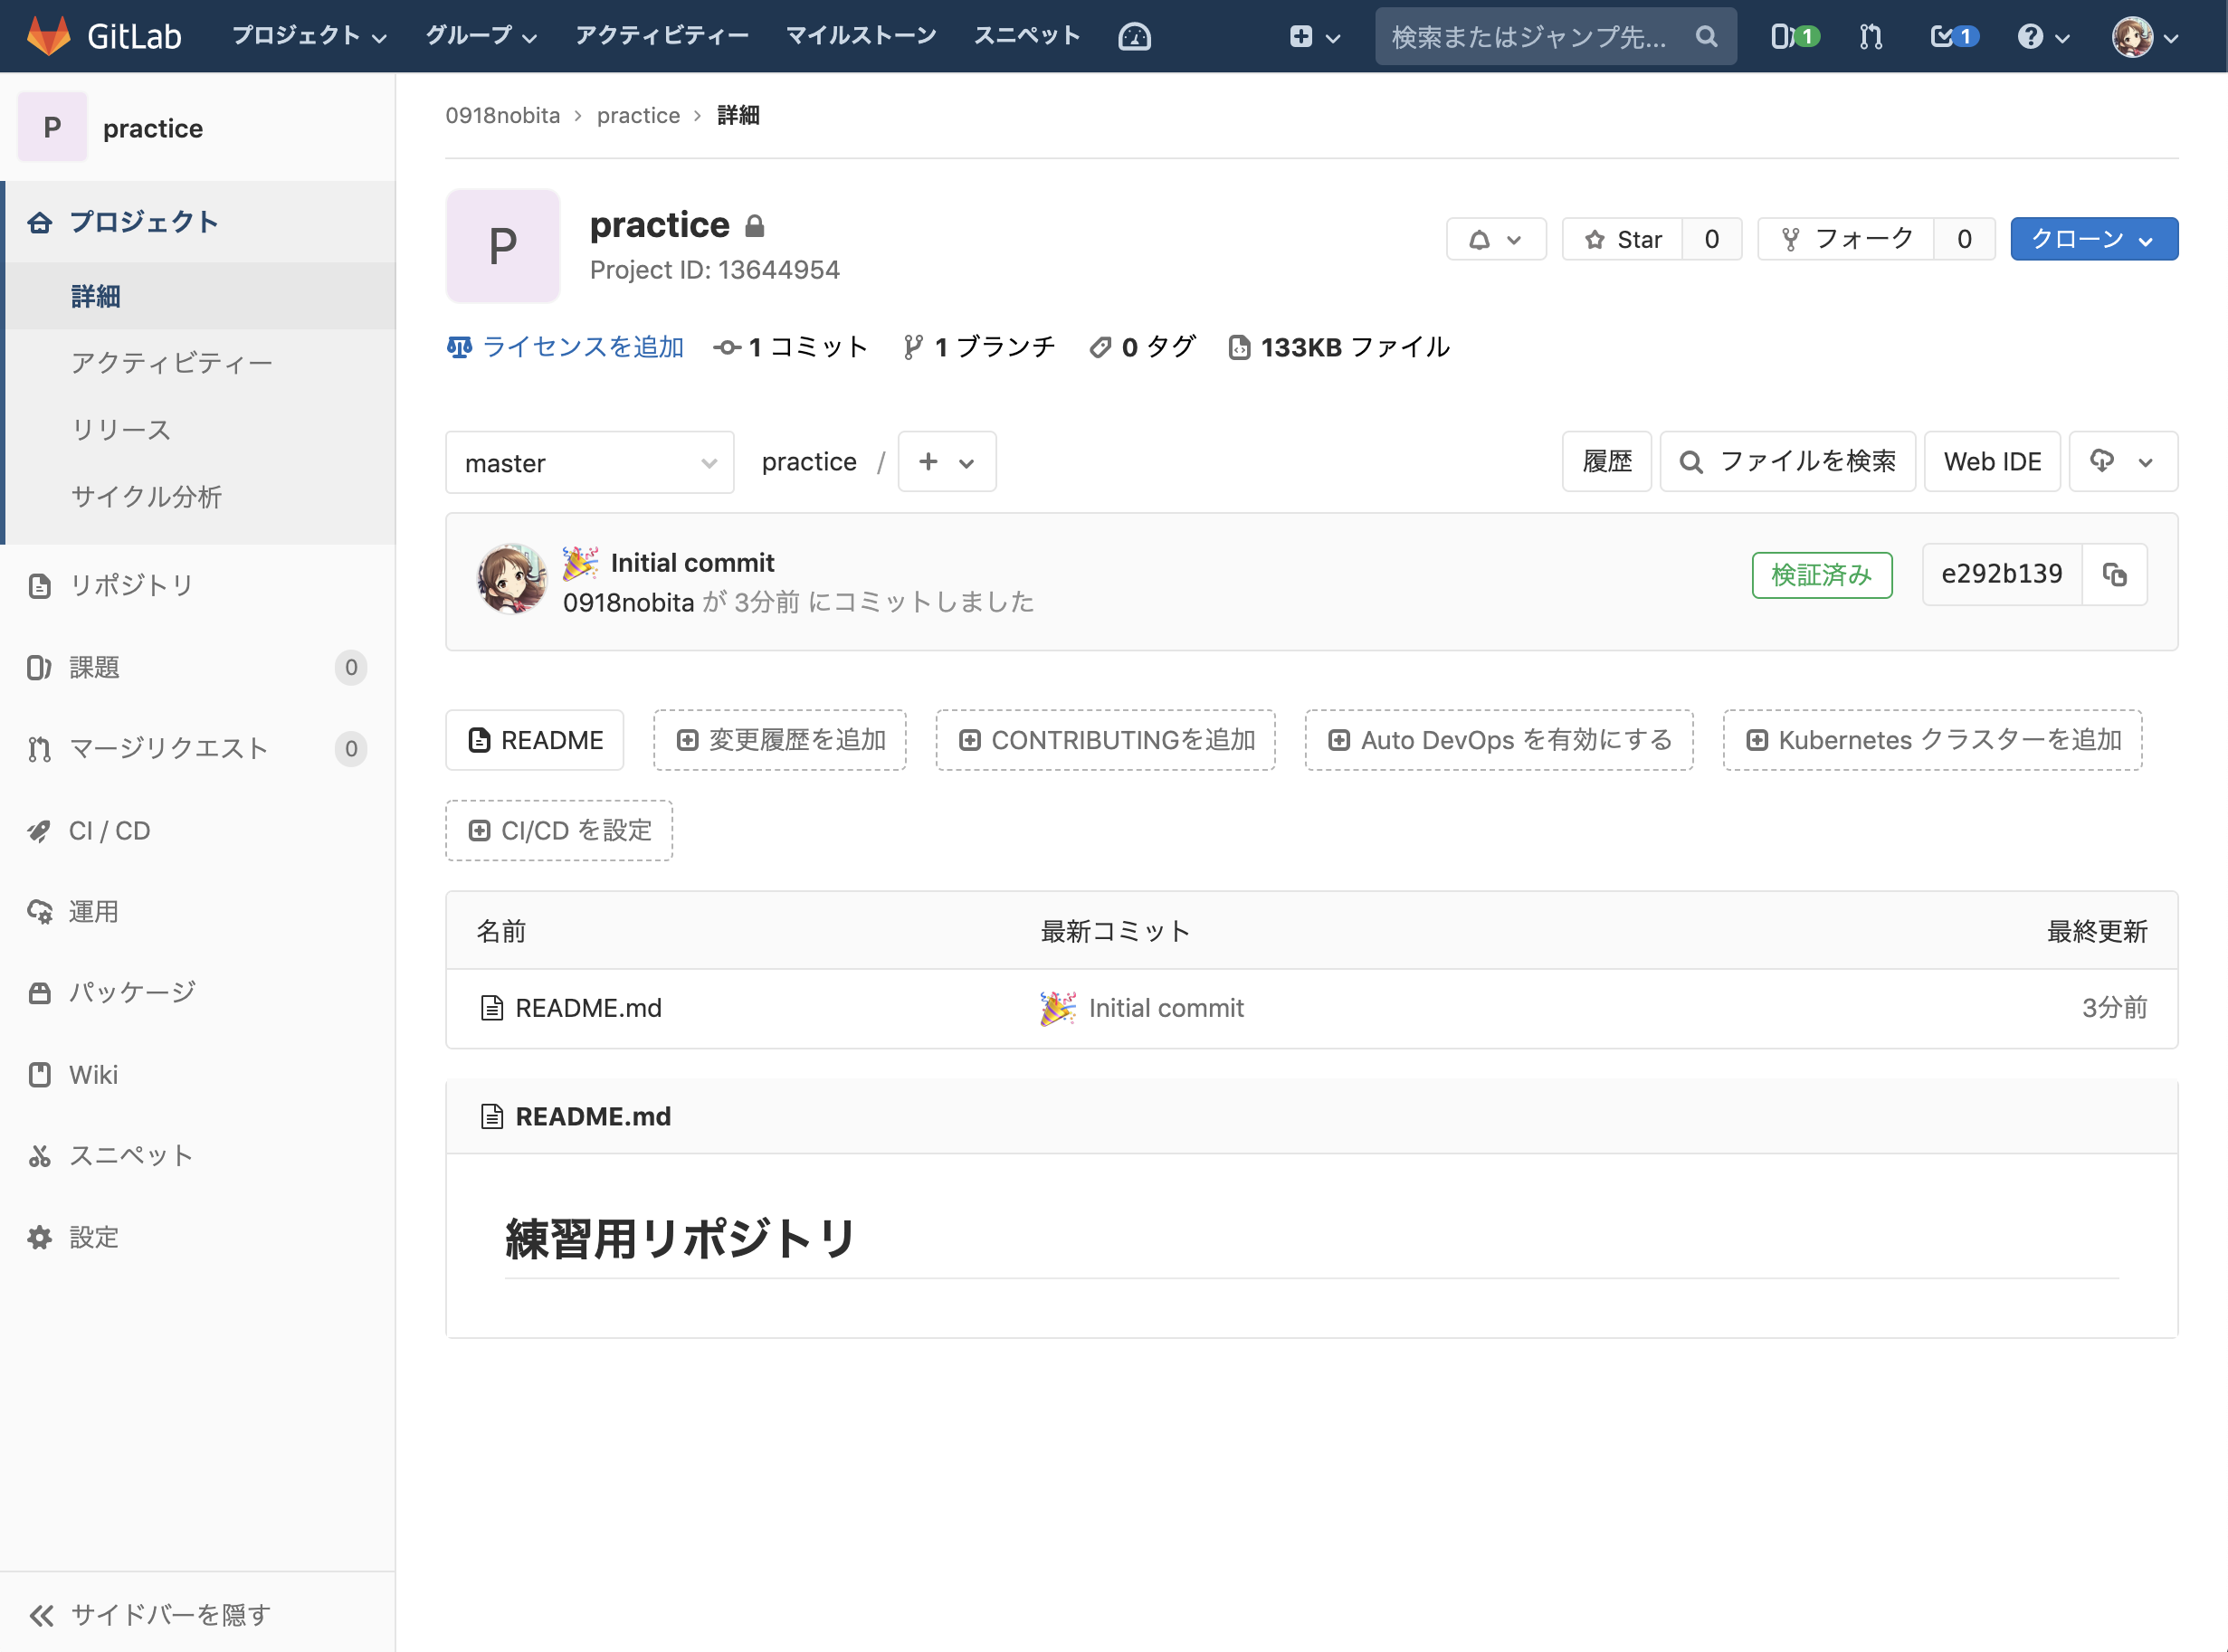 GitLab プロジェクト グループ アクティビティー マイルストーン スニペット 検索またはジャンプ先... 1 1
P practice
プロジェクト
詳細
アクティビティー
リリース
サイクル分析
リポジトリ
課題 0
マージリクエスト 0
CI / CD
運用
パッケージ
Wiki
スニペット
設定
サイドバーを隠す
0918nobita › practice › 詳細
P
practice
Project ID: 13644954
Star 0 フォーク 0 クローン
ライセンスを追加 1 コミット 1 ブランチ 0 タグ 133KB ファイル
master practice / + 履歴 ファイルを検索 Web IDE
Initial commit
0918nobita が 3分前 にコミットしました
検証済み e292b139
README 変更履歴を追加 CONTRIBUTINGを追加 Auto DevOps を有効にする Kubernetes クラスターを追加
CI/CD を設定
名前 最新コミット 最終更新
README.md Initial commit 3分前
README.md
練習用リポジトリ